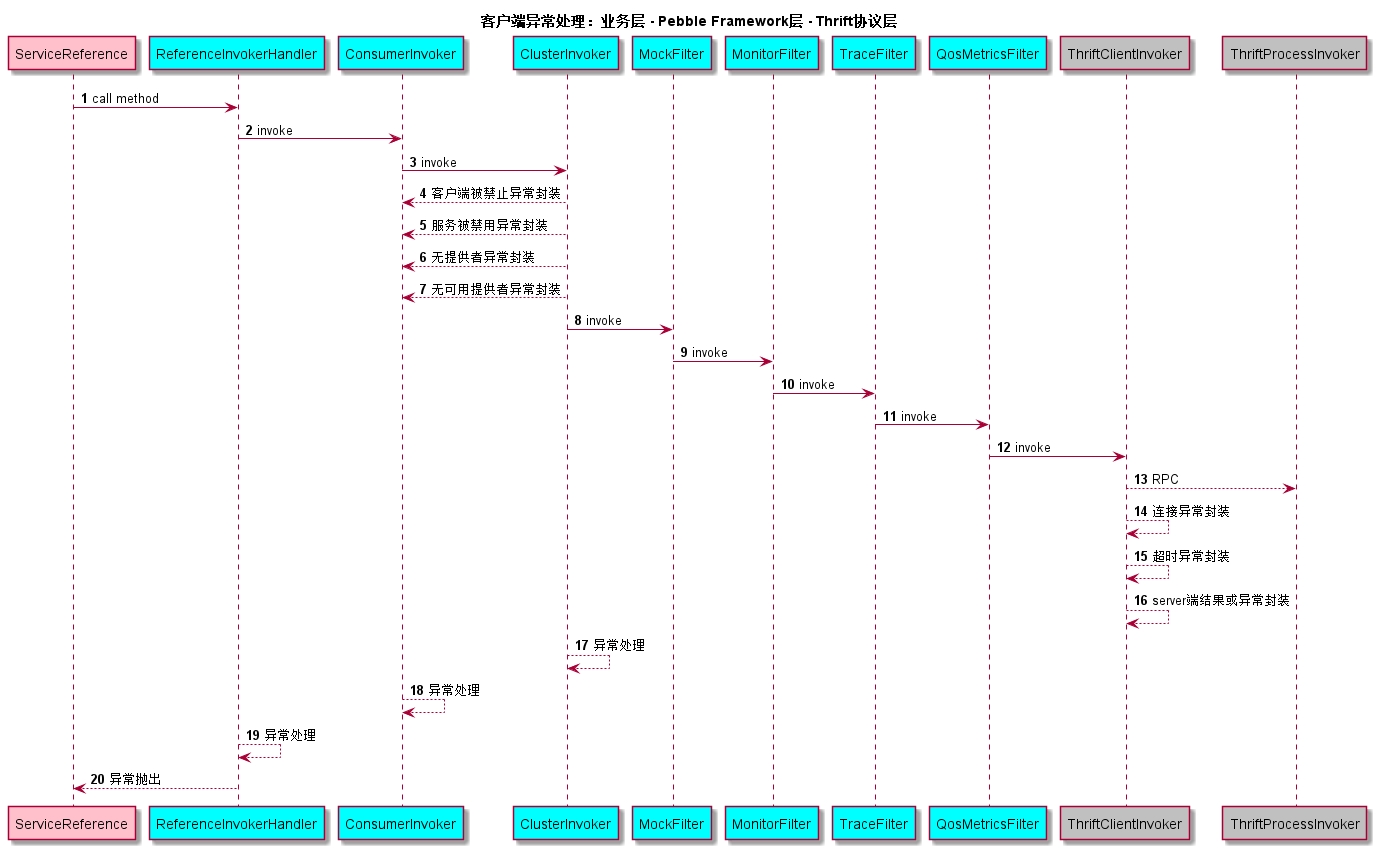 客户端异常处理：业务层 - Pebble Framework层 - Thrift协议层
ServiceReference
ReferenceInvokerHandler
ConsumerInvoker
ClusterInvoker
MockFilter
MonitorFilter
TraceFilter
QosMetricsFilter
ThriftClientInvoker
ThriftProcessInvoker
1 call method
2 invoke
3 invoke
4 客户端被禁止异常封装
5 服务被禁用异常封装
6 无提供者异常封装
7 无可用提供者异常封装
8 invoke
9 invoke
10 invoke
11 invoke
12 invoke
13 RPC
14 连接异常封装
15 超时异常封装
16 server端结果或异常封装
17 异常处理
18 异常处理
19 异常处理
20 异常抛出
ServiceReference
ReferenceInvokerHandler
ConsumerInvoker
ClusterInvoker
MockFilter
MonitorFilter
TraceFilter
QosMetricsFilter
ThriftClientInvoker
ThriftProcessInvoker